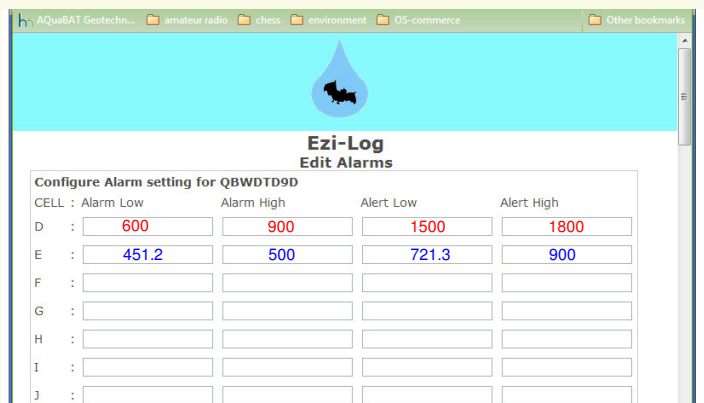 AQuaBAT Geotechn... amateur radio chess environment OS-commerce Other bookmarks
Ezi-Log
Edit Alarms
Configure Alarm setting for QBWDTD9D
CELL : Alarm Low Alarm High Alert Low Alert High
D : 600 900 1500 1800
E : 451.2 500 721.3 900
F :
G :
H :
I :
J :